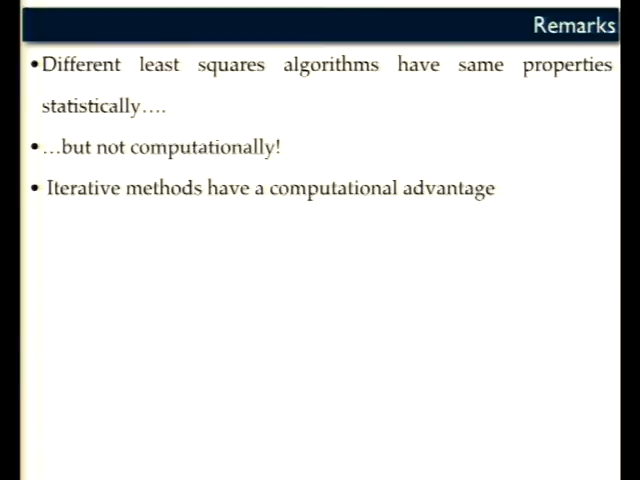 Remarks
•Different least squares algorithms have same properties
statistically....
•...but not computationally!
• Iterative methods have a computational advantage